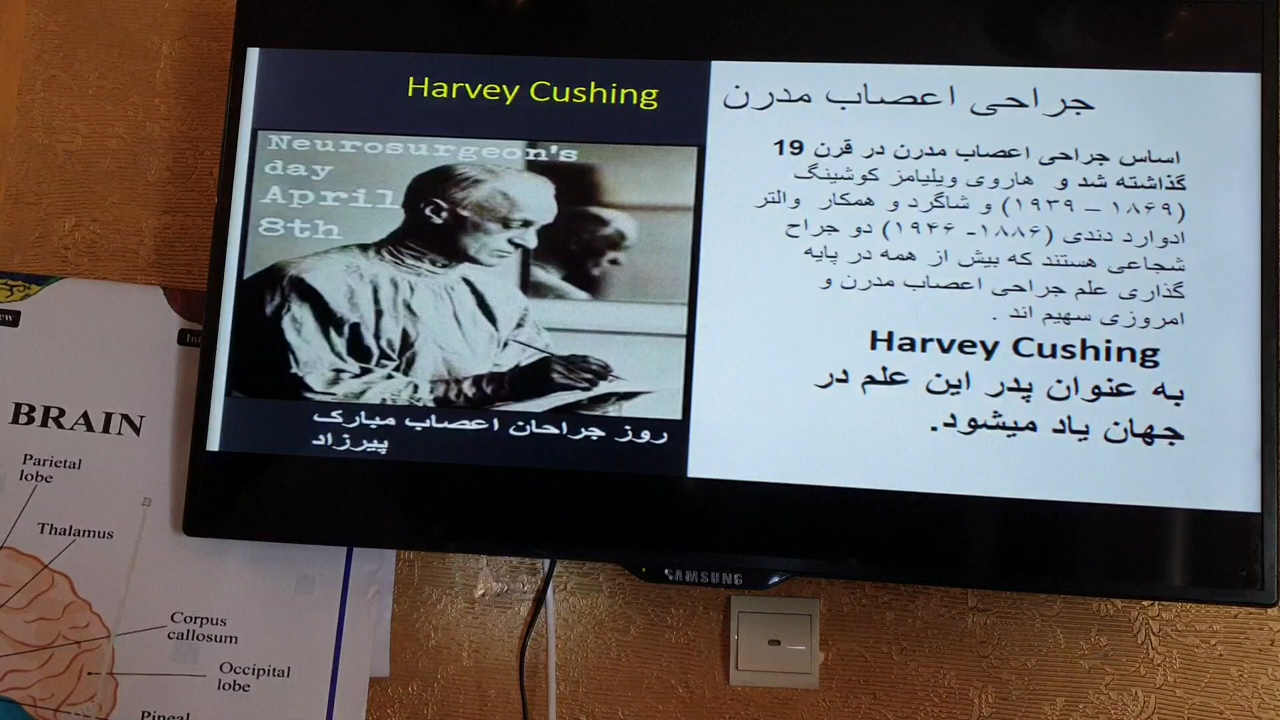 Harvey Cushing
Neurosurgeon's
day
April
8th
روز جراحان اعصاب مبارک
پیرزاد
جراحی اعصاب مدرن
اساس جراحی اعصاب مدرن در قرن 19
گذاشته شد و هاروی ویلیامز کوشینگ
(۱۸۶۹ – ۱۹۳۹) و شاگرد و همکار والتر
ادوارد دندی (۱۸۸۶- ۱۹۴۶) دو جراح
شجاعی هستند که بیش از همه در پایه
گذاری علم جراحی اعصاب مدرن و
امروزی سهیم اند .
Harvey Cushing
به عنوان پدر این علم در
جهان یاد میشود.
SAMSUNG
BRAIN
Parietal
lobe
Thalamus
Corpus
callosum
Occipital
lobe
Pineal